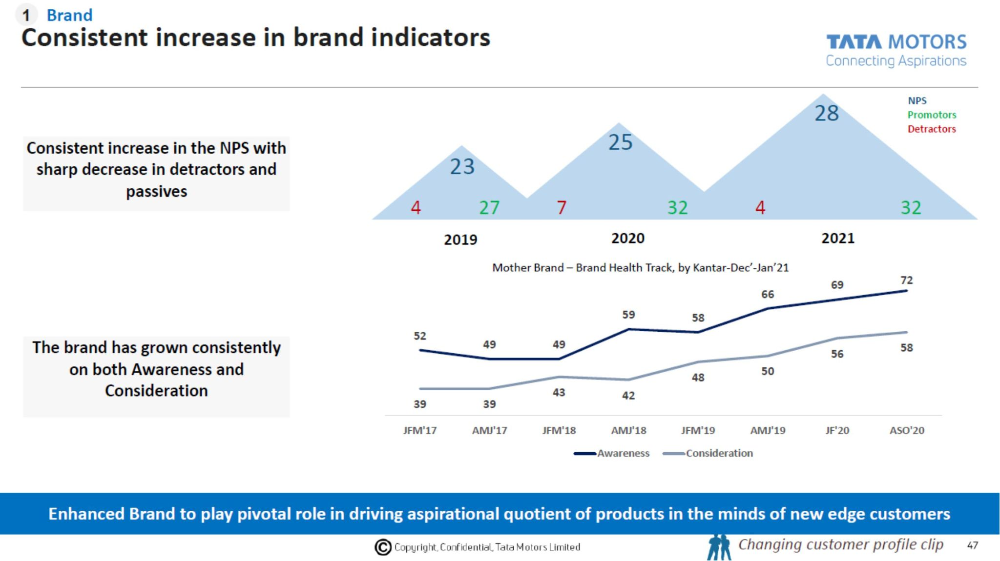 1 Brand
Consistent increase in brand indicators
TATA MOTORS
Connecting Aspirations
NPS
Promotors
Detractors
Consistent increase in the NPS with
sharp decrease in detractors and
passives
23
25
28
4 27 7 32 4 32
2019 2020 2021
Mother Brand – Brand Health Track, by Kantar-Dec’-Jan’21
The brand has grown consistently
on both Awareness and
Consideration
52 49 49 59 58 66 69 72
39 39 43 42 48 50 56 58
JFM'17 AMJ'17 JFM'18 AMJ'18 JFM'19 AMJ'19 JF'20 ASO'20
Awareness Consideration
Enhanced Brand to play pivotal role in driving aspirational quotient of products in the minds of new edge customers
© Copyright, Confidential, Tata Motors Limited
Changing customer profile clip 47